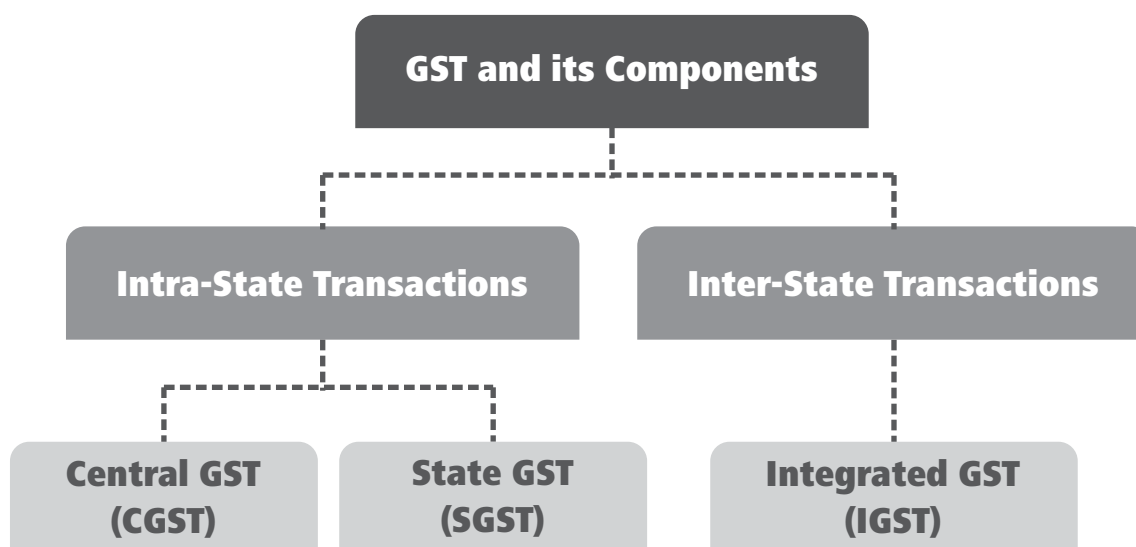 GST and its Components
Intra-State Transactions
Inter-State Transactions
Central GST
(CGST)
State GST
(SGST)
Integrated GST
(IGST)